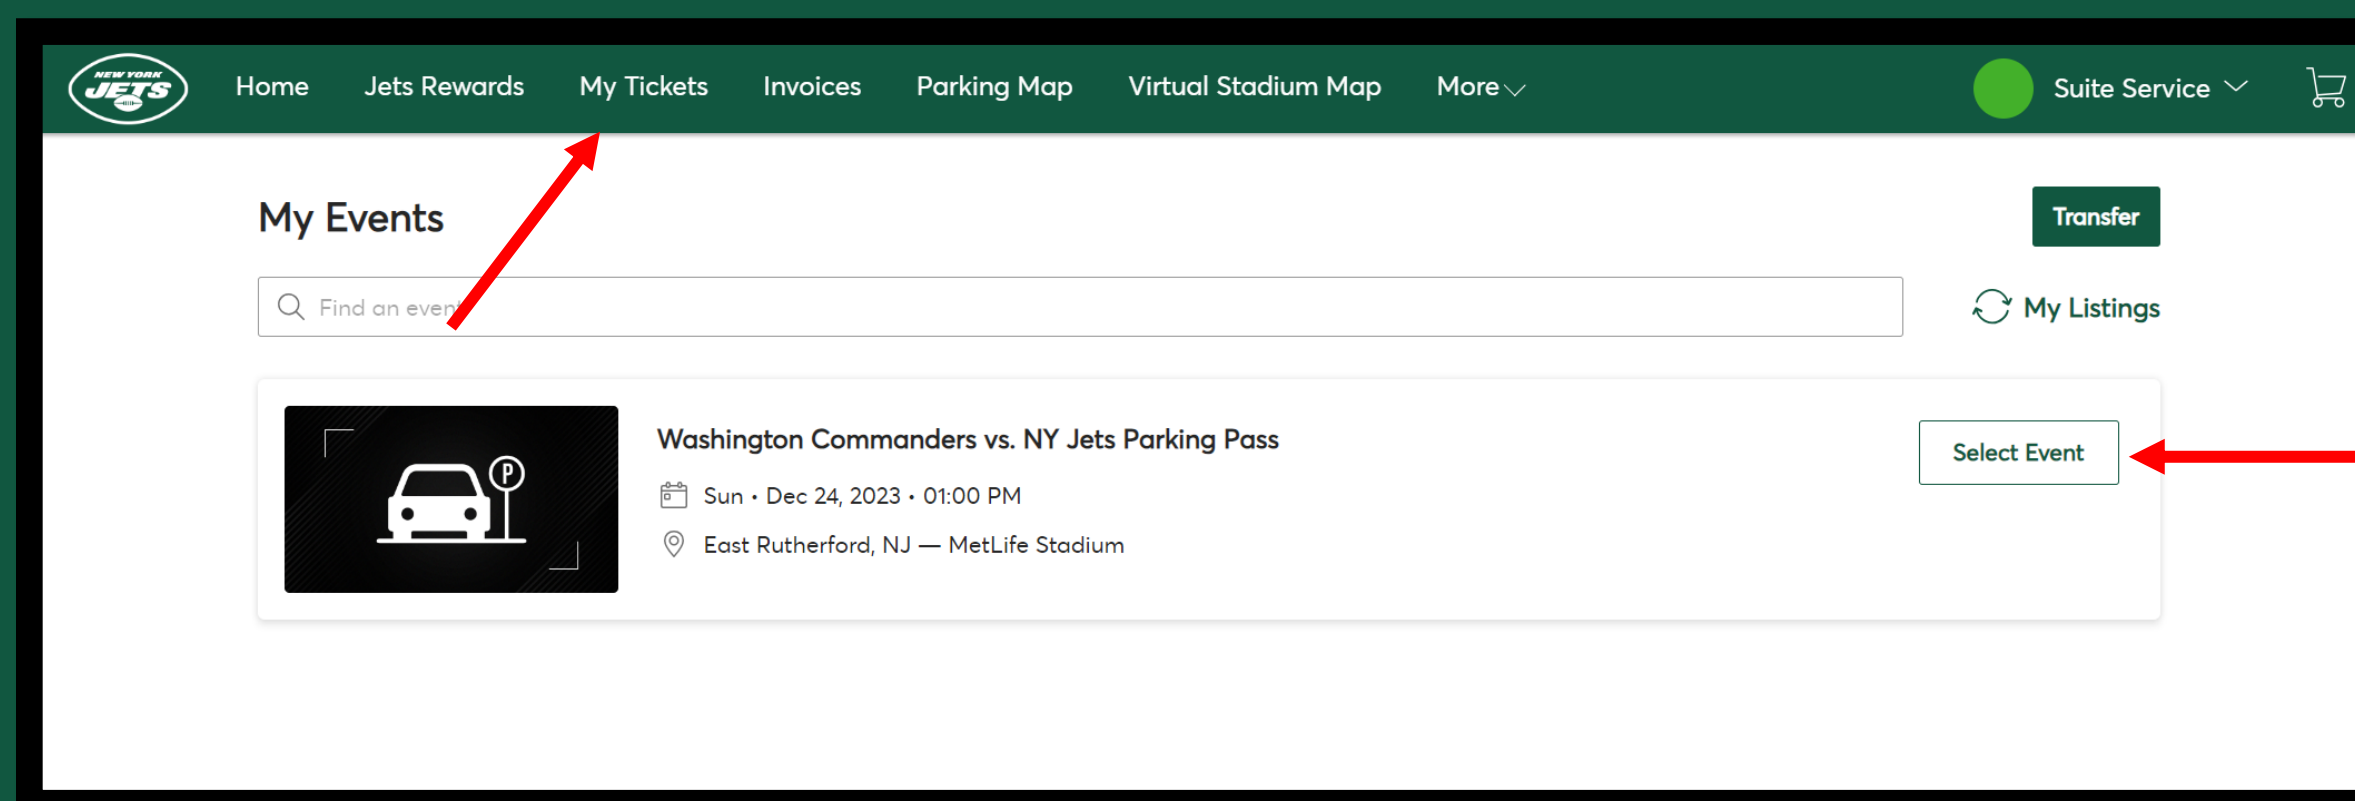 NEW YORK
JETS
Home Jets Rewards My Tickets Invoices Parking Map Virtual Stadium Map More Suite Service
My Events
Transfer
Find an event
My Listings
P
Washington Commanders vs. NY Jets Parking Pass
Select Event
Sun • Dec 24, 2023 • 01:00 PM
East Rutherford, NJ — MetLife Stadium